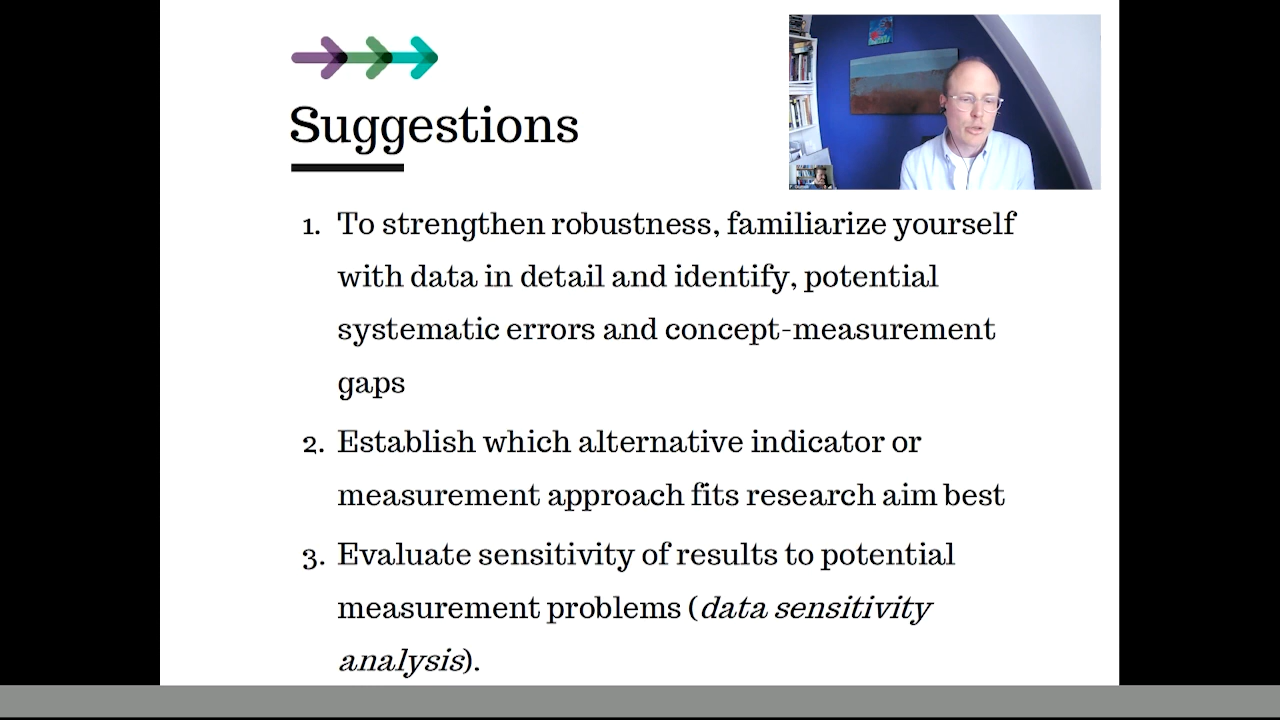 Suggestions
1. To strengthen robustness, familiarize yourself
with data in detail and identify, potential
systematic errors and concept-measurement
gaps
2. Establish which alternative indicator or
measurement approach fits research aim best
3. Evaluate sensitivity of results to potential
measurement problems (data sensitivity
analysis).